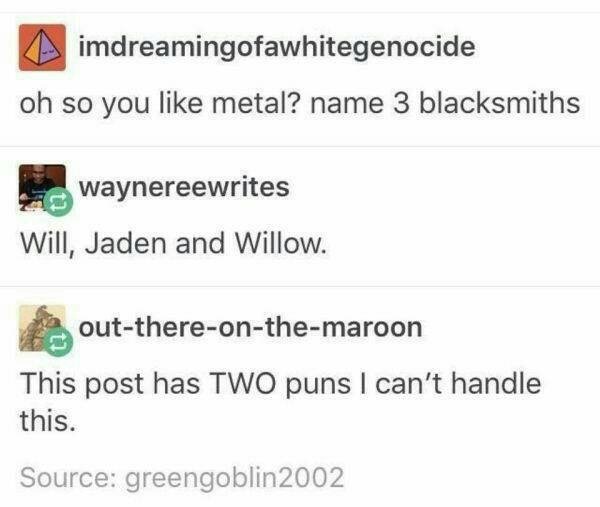 imdreamingofawhitegenocide
oh so you like metal? name 3 blacksmiths
waynereewrites
Will, Jaden and Willow.
out-there-on-the-maroon
This post has TWO puns I can't handle
this.
Source: greengoblin2002